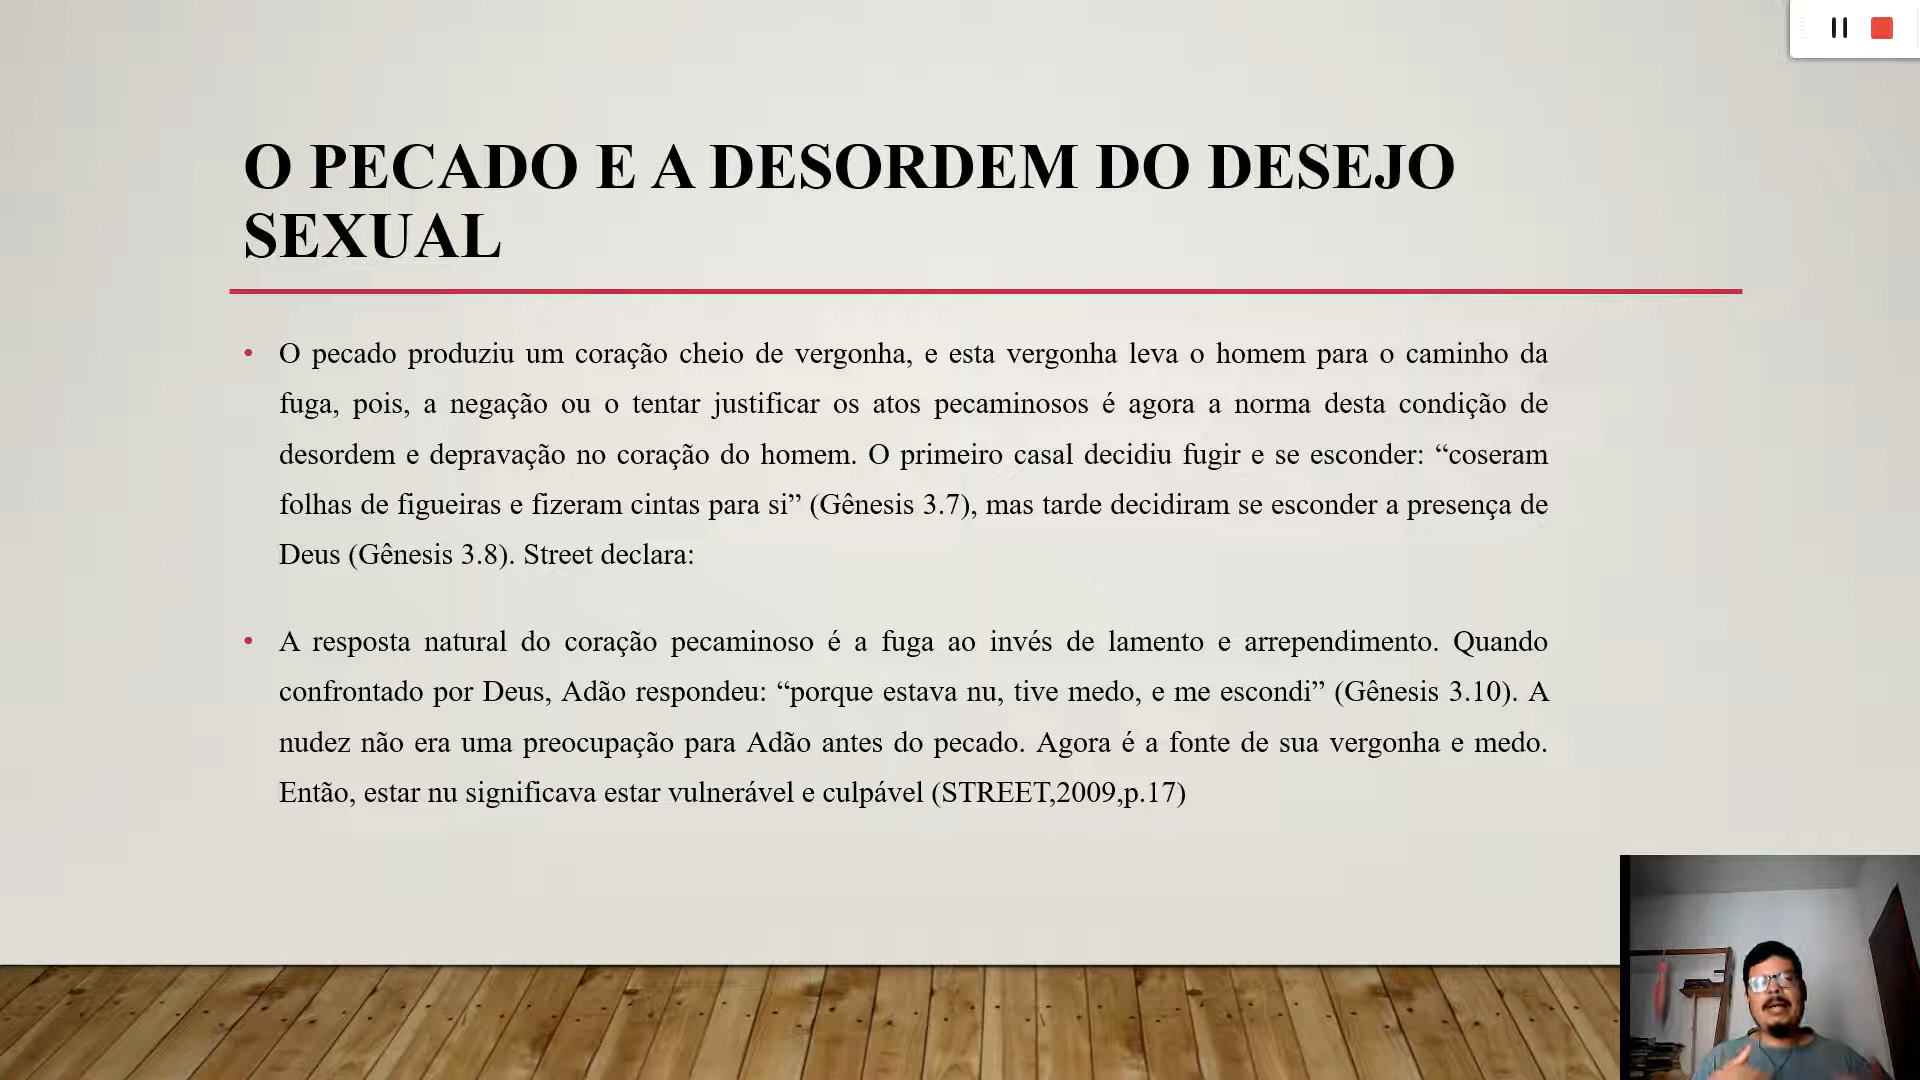 O PECADO E A DESORDEM DO DESEJO
SEXUAL
• O pecado produziu um coração cheio de vergonha, e esta vergonha leva o homem para o caminho da
fuga, pois, a negação ou o tentar justificar os atos pecaminosos é agora a norma desta condição de
desordem e depravação no coração do homem. O primeiro casal decidiu fugir e se esconder: “coseram
folhas de figueiras e fizeram cintas para si” (Gênesis 3.7), mas tarde decidiram se esconder a presença de
Deus (Gênesis 3.8). Street declara:
• A resposta natural do coração pecaminoso é a fuga ao invés de lamento e arrependimento. Quando
confrontado por Deus, Adão respondeu: “porque estava nu, tive medo, e me escondi” (Gênesis 3.10). A
nudez não era uma preocupação para Adão antes do pecado. Agora é a fonte de sua vergonha e medo.
Então, estar nu significava estar vulnerável e culpável (STREET,2009,p.17)